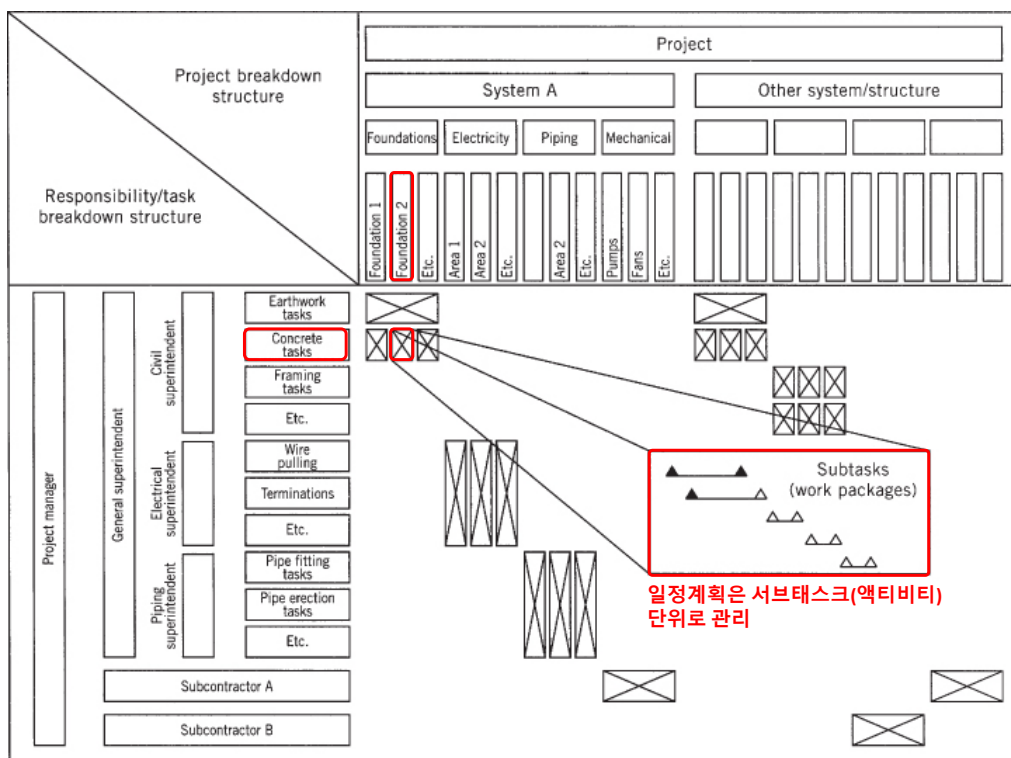 Project breakdown
structure
Responsibility/task
breakdown structure
Project
System A
Other system/structure
Foundations
Electricity
Piping
Mechanical
Foundation 1
Foundation 2
Etc.
Area 1
Area 2
Etc.
Area 2
Etc.
Pumps
Fans
Etc.
Project manager
General superintendent
Civil
superintendent
Earthwork
tasks
Concrete
tasks
Framing
tasks
Etc.
Electrical
superintendent
Wire
pulling
Terminations
Etc.
Piping
superintendent
Pipe fitting
tasks
Pipe erection
tasks
Etc.
Subcontractor A
Subcontractor B
Subtasks
(work packages)
일정계획은 서브태스크(액티비티)
단위로 관리